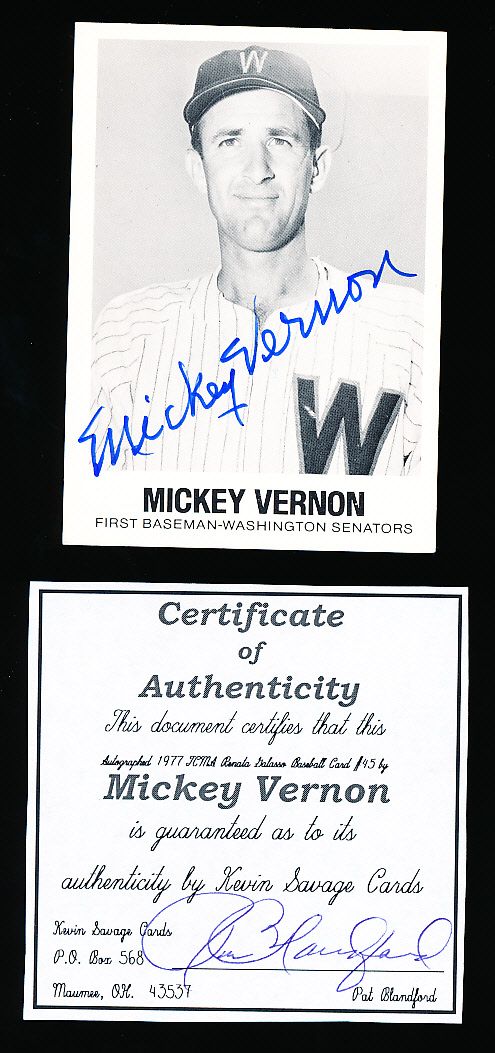 W
Mickey Vernon
W
MICKEY VERNON
FIRST BASEMAN-WASHINGTON SENATORS
Certificate
of
Authenticity
This document certifies that this
Autographed 1977 TCMA Renata Galasso Baseball Card #45 by
Mickey Vernon
is guaranteed as to its
authenticity by Kevin Savage Cards
Kevin Savage Cards
P.O. Box 568
Maumee, OH. 43537
Blandford
Pat Blandford